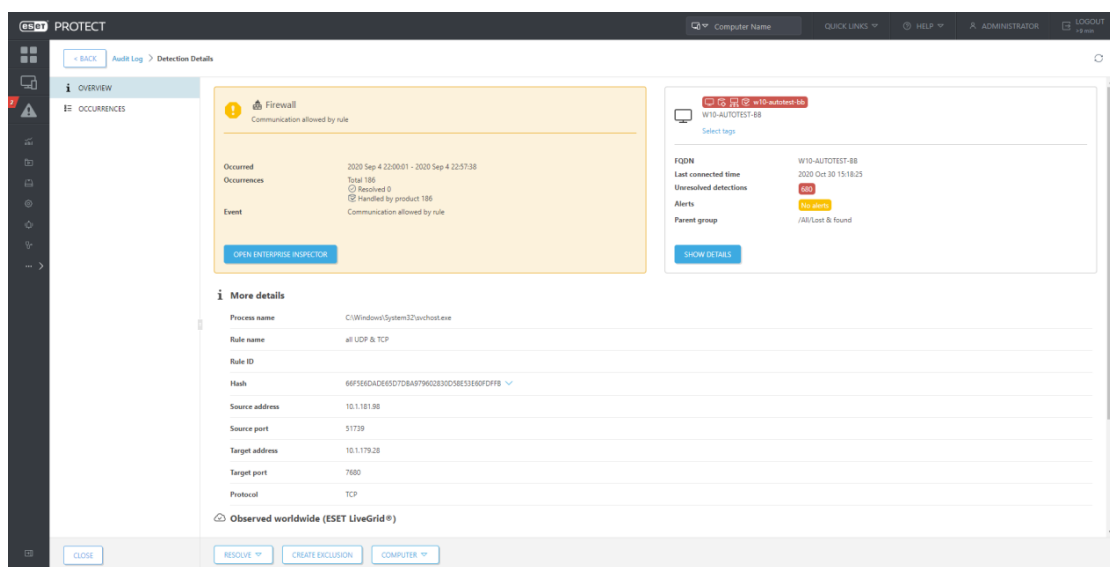 eset PROTECT
Computer Name
QUICK LINKS
HELP
ADMINISTRATOR
LOGOUT
>9 min
< BACK
Audit Log > Detection Details
OVERVIEW
OCCURRENCES
2
Firewall
Communication allowed by rule
Occurred 2020 Sep 4 22:00:01 - 2020 Sep 4 22:57:38
Occurrences Total 186
Resolved 0
Handled by product 186
Event Communication allowed by rule
OPEN ENTERPRISE INSPECTOR
w10-autotest-bb
W10-AUTOTEST-BB
Select tags
FQDN W10-AUTOTEST-BB
Last connected time 2020 Oct 30 15:18:25
Unresolved detections 680
Alerts No alerts
Parent group /All/Lost & found
SHOW DETAILS
More details
Process name C:\Windows\System32\svchost.exe
Rule name all UDP & TCP
Rule ID
Hash
Source address 10.1.181.98
Source port 51739
Target address 10.1.179.28
Target port 7680
Protocol TCP
Observed worldwide (ESET LiveGrid®)
CLOSE
RESOLVE
CREATE EXCLUSION
COMPUTER